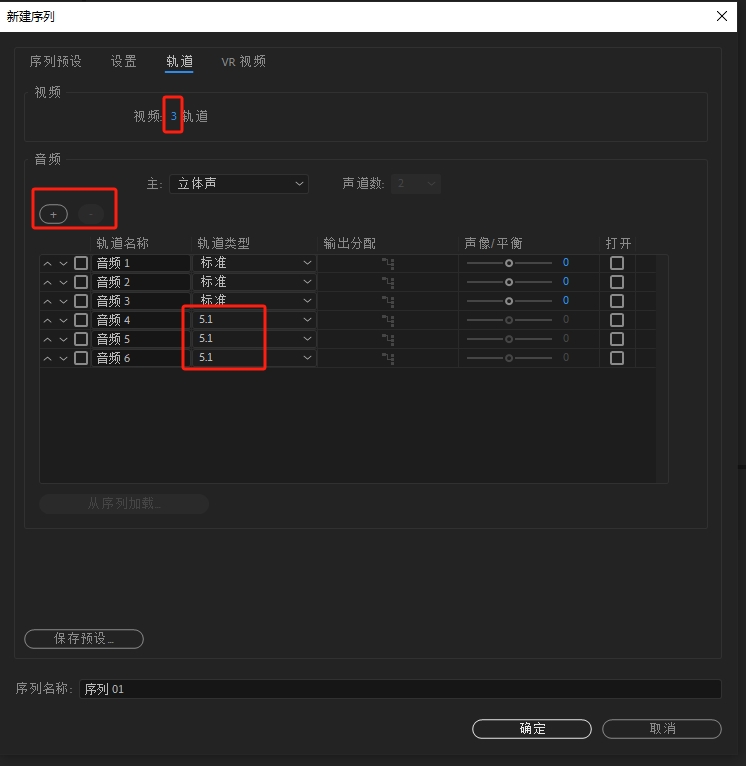 新建序列
序列预设 设置 轨道 VR 视频
视频
视频: 3 轨道
音频
主: 立体声 声道数: 2
+ -
轨道名称 轨道类型 输出分配 声像/平衡 打开
音频 1 标准 0
音频 2 标准 0
音频 3 标准 0
音频 4 5.1 0
音频 5 5.1 0
音频 6 5.1 0
从序列加载...
保存预设...
序列名称: 序列 01
确定 取消